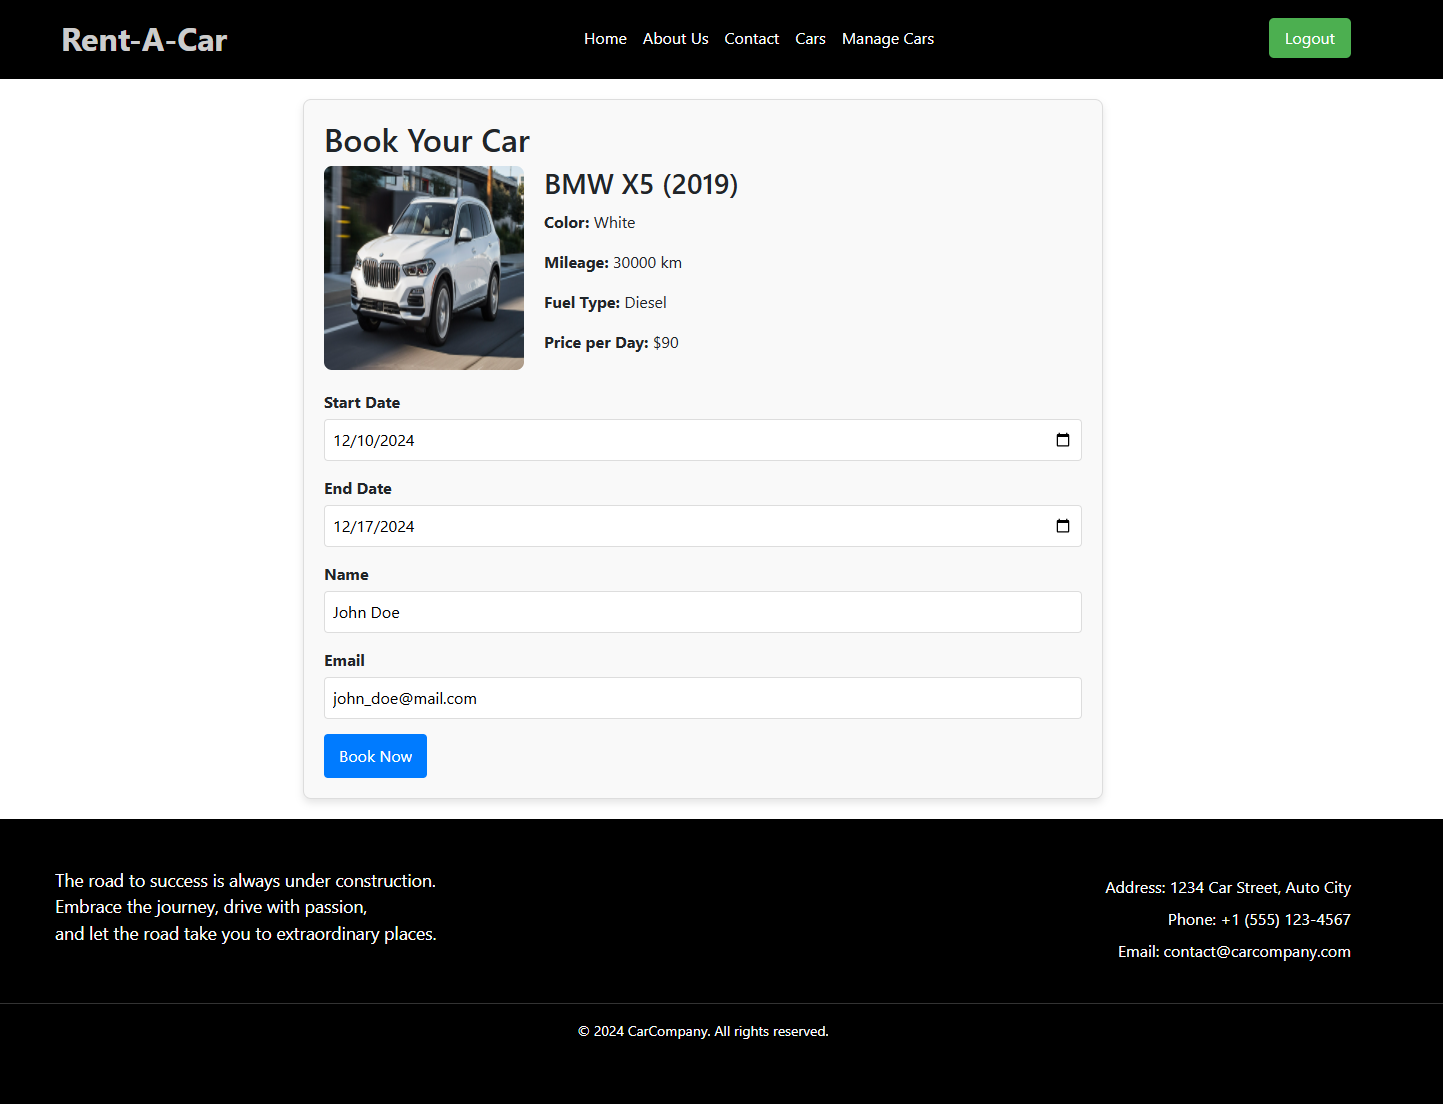 Rent-A-Car
Home About Us Contact Cars Manage Cars
Logout
Book Your Car
BMW X5 (2019)
Color: White
Mileage: 30000 km
Fuel Type: Diesel
Price per Day: $90
Start Date
12/10/2024
End Date
12/17/2024
Name
John Doe
Email
john_doe@mail.com
Book Now
The road to success is always under construction.
Embrace the journey, drive with passion,
and let the road take you to extraordinary places.
Address: 1234 Car Street, Auto City
Phone: +1 (555) 123-4567
Email: contact@carcompany.com
© 2024 CarCompany. All rights reserved.